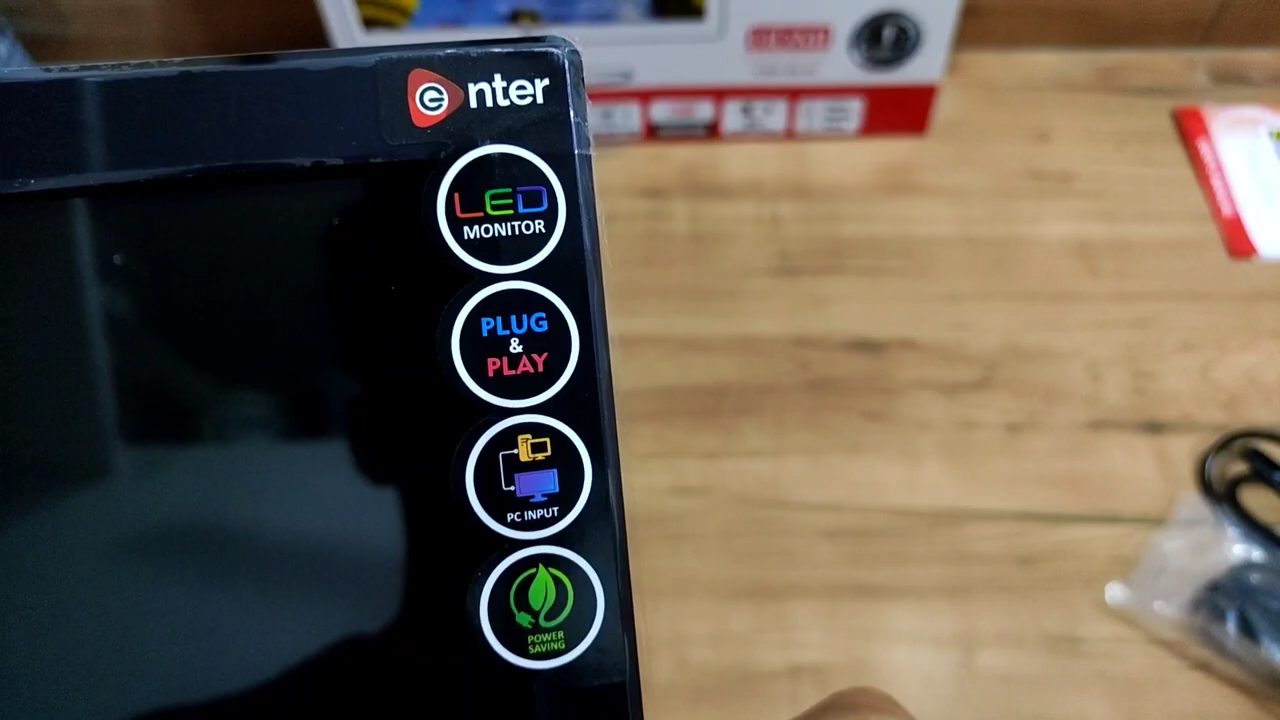 enter
LED
MONITOR
PLUG
&
PLAY
PC INPUT
POWER
SAVING